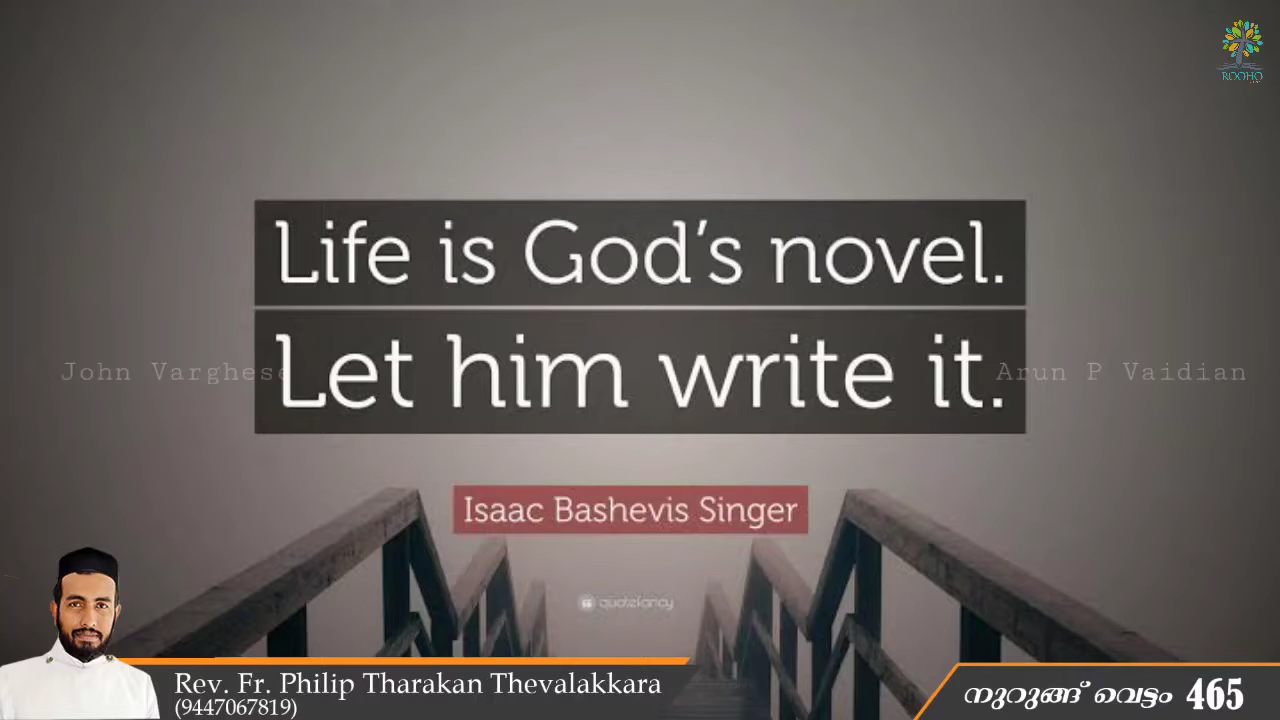 ROOHO
Life is God's novel.
Let him write it.
John Varghese
Arun P Vaidian
Isaac Bashevis Singer
quotefancy
Rev. Fr. Philip Tharakan Thevalakkara
(9447067819)
നുറുങ്ങ് വെട്ടം 465